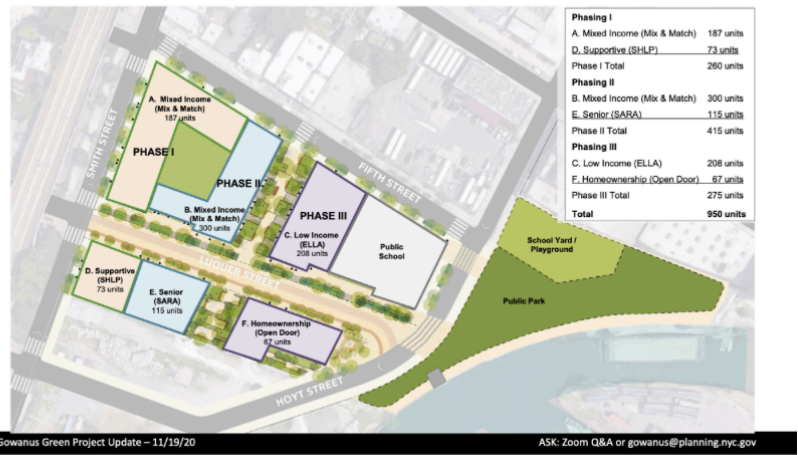 Phasing I
A. Mixed Income (Mix & Match) 187 units
D. Supportive (SHLP) 73 units
Phase I Total 260 units
Phasing II
B. Mixed Income (Mix & Match) 300 units
E. Senior (SARA) 115 units
Phase II Total 415 units
Phasing III
C. Low Income (ELLA) 208 units
F. Homeownership (Open Door) 67 units
Phase III Total 275 units
Total 950 units
SMITH STREET
A. Mixed Income
(Mix & Match)
187 units
PHASE I
PHASE II
B. Mixed Income
(Mix & Match)
300 units
FIFTH STREET
PHASE III
C. Low Income
(ELLA)
208 units
Public
School
School Yard /
Playground
Public Park
LUQUER STREET
D. Supportive
(SHLP)
73 units
E. Senior
(SARA)
115 units
F. Homeownership
(Open Door)
67 units
HOYT STREET
Gowanus Green Project Update – 11/19/20
ASK: Zoom Q&A or gowanus@planning.nyc.gov